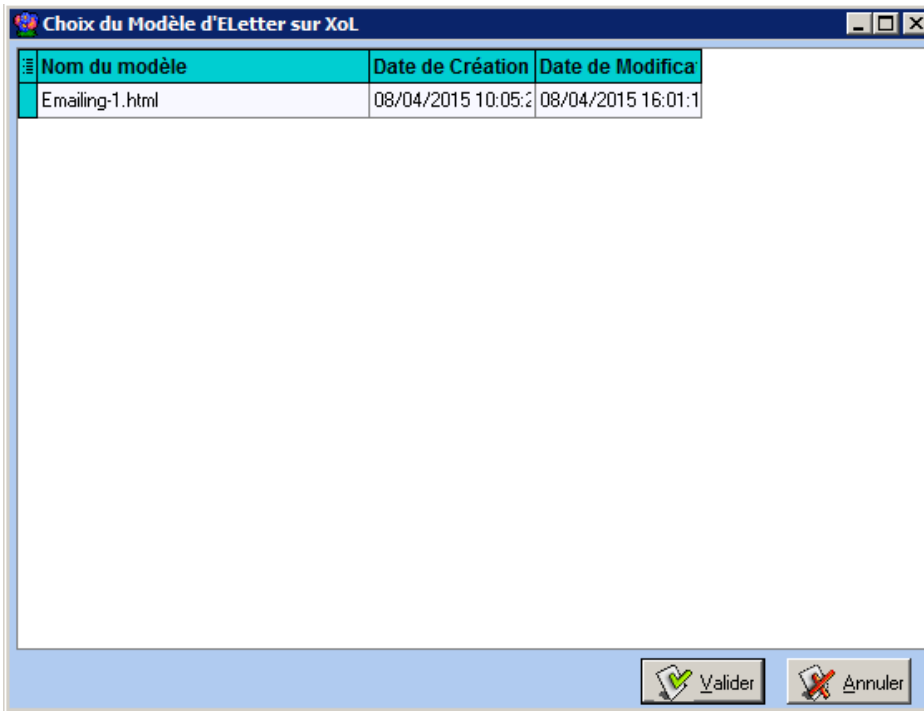 Choix du Modèle d'ELetter sur XoL
Nom du modèle Date de Création Date de Modifica
Emailing-1.html 08/04/2015 10:05:2 08/04/2015 16:01:1
Valider Annuler